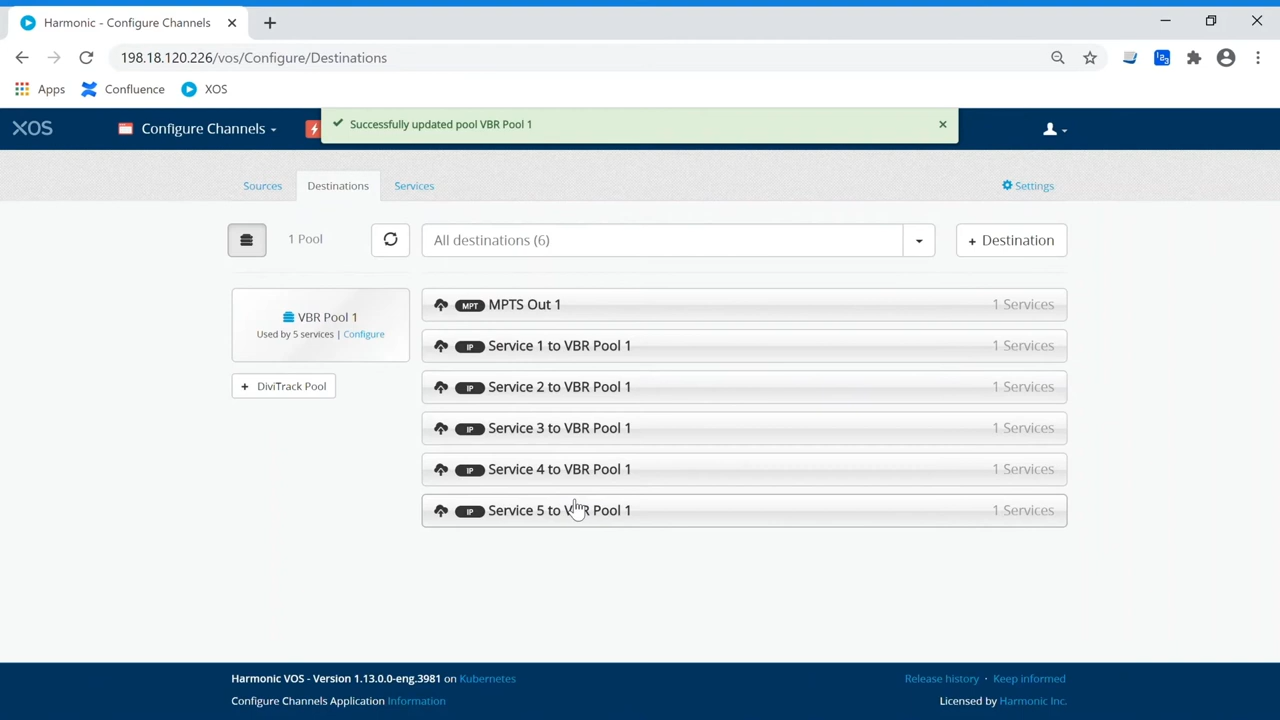 Harmonic - Configure Channels
198.18.120.226/vos/Configure/Destinations
Apps
Confluence
XOS
XOS
Configure Channels
Successfully updated pool VBR Pool 1
Sources
Destinations
Services
Settings
1 Pool
All destinations (6)
+ Destination
VBR Pool 1
Used by 5 services | Configure
+ DiviTrack Pool
MPT MPTS Out 1 1 Services
IP Service 1 to VBR Pool 1 1 Services
IP Service 2 to VBR Pool 1 1 Services
IP Service 3 to VBR Pool 1 1 Services
IP Service 4 to VBR Pool 1 1 Services
IP Service 5 to VBR Pool 1 1 Services
Harmonic VOS - Version 1.13.0.0-eng.3981 on Kubernetes
Release history · Keep informed
Configure Channels Application Information
Licensed by Harmonic Inc.